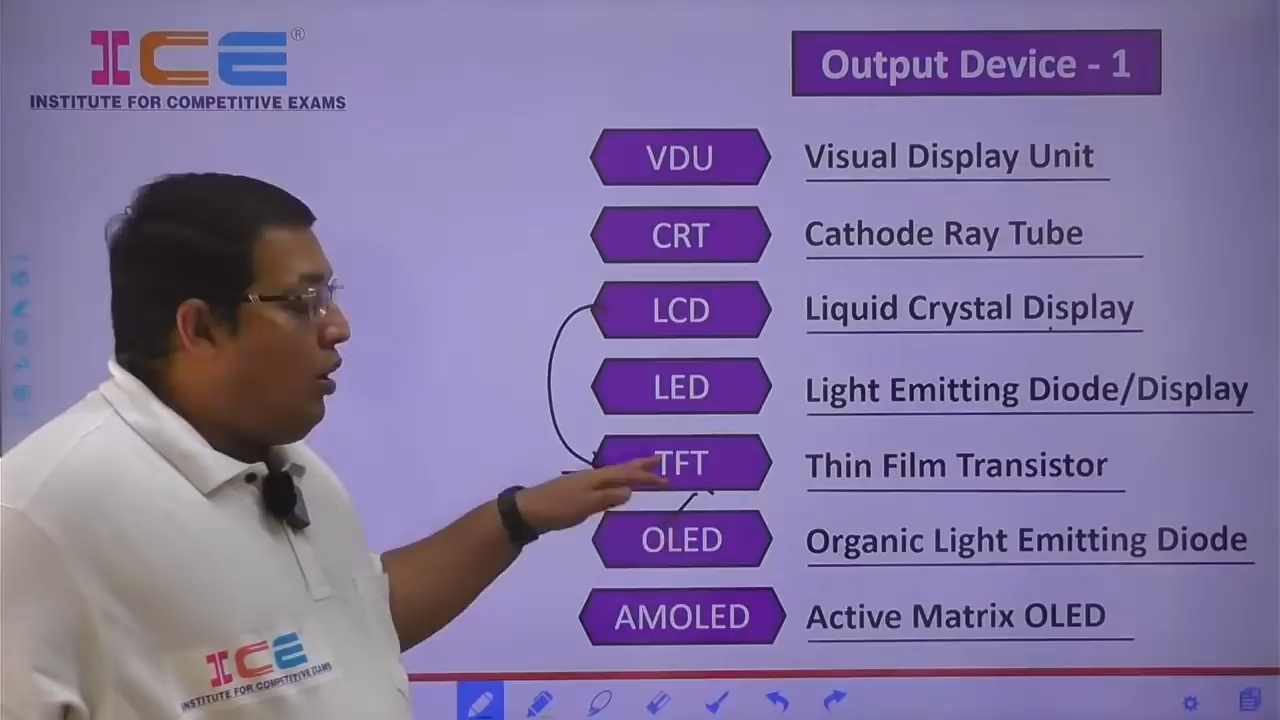 ICE®
INSTITUTE FOR COMPETITIVE EXAMS
Output Device - 1
VDU Visual Display Unit
CRT Cathode Ray Tube
LCD Liquid Crystal Display
LED Light Emitting Diode/Display
TFT Thin Film Transistor
OLED Organic Light Emitting Diode
AMOLED Active Matrix OLED
ICE
INSTITUTE FOR COMPETITIVE EXAMS